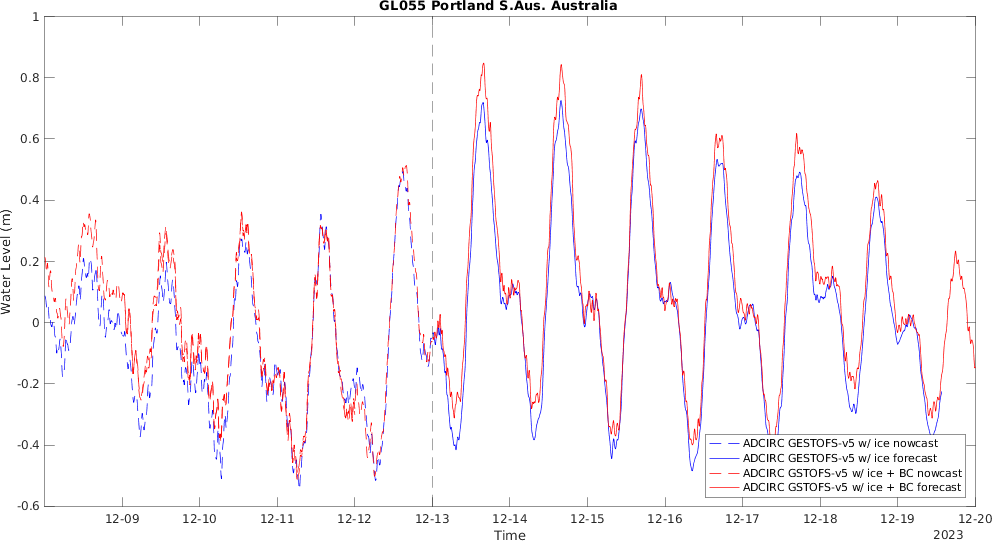 GL055 Portland S.Aus. Australia
Water Level (m)
1
0.8
0.6
0.4
0.2
0
-0.2
-0.4
-0.6
12-09 12-10 12-11 12-12 12-13 12-14 12-15 12-16 12-17 12-18 12-19 12-20
Time
2023
ADCIRC GESTOFS-v5 w/ ice nowcast
ADCIRC GESTOFS-v5 w/ ice forecast
ADCIRC GSTOFS-v5 w/ ice + BC nowcast
ADCIRC GSTOFS-v5 w/ ice + BC forecast